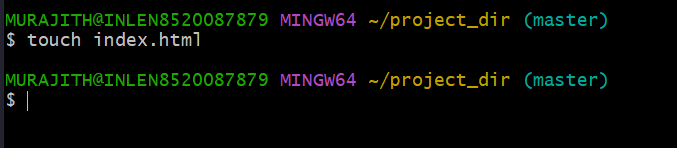 MURAJITH@INLEN8520087879 MINGW64 ~/project_dir (master)
$ touch index.html
MURAJITH@INLEN8520087879 MINGW64 ~/project_dir (master)
$